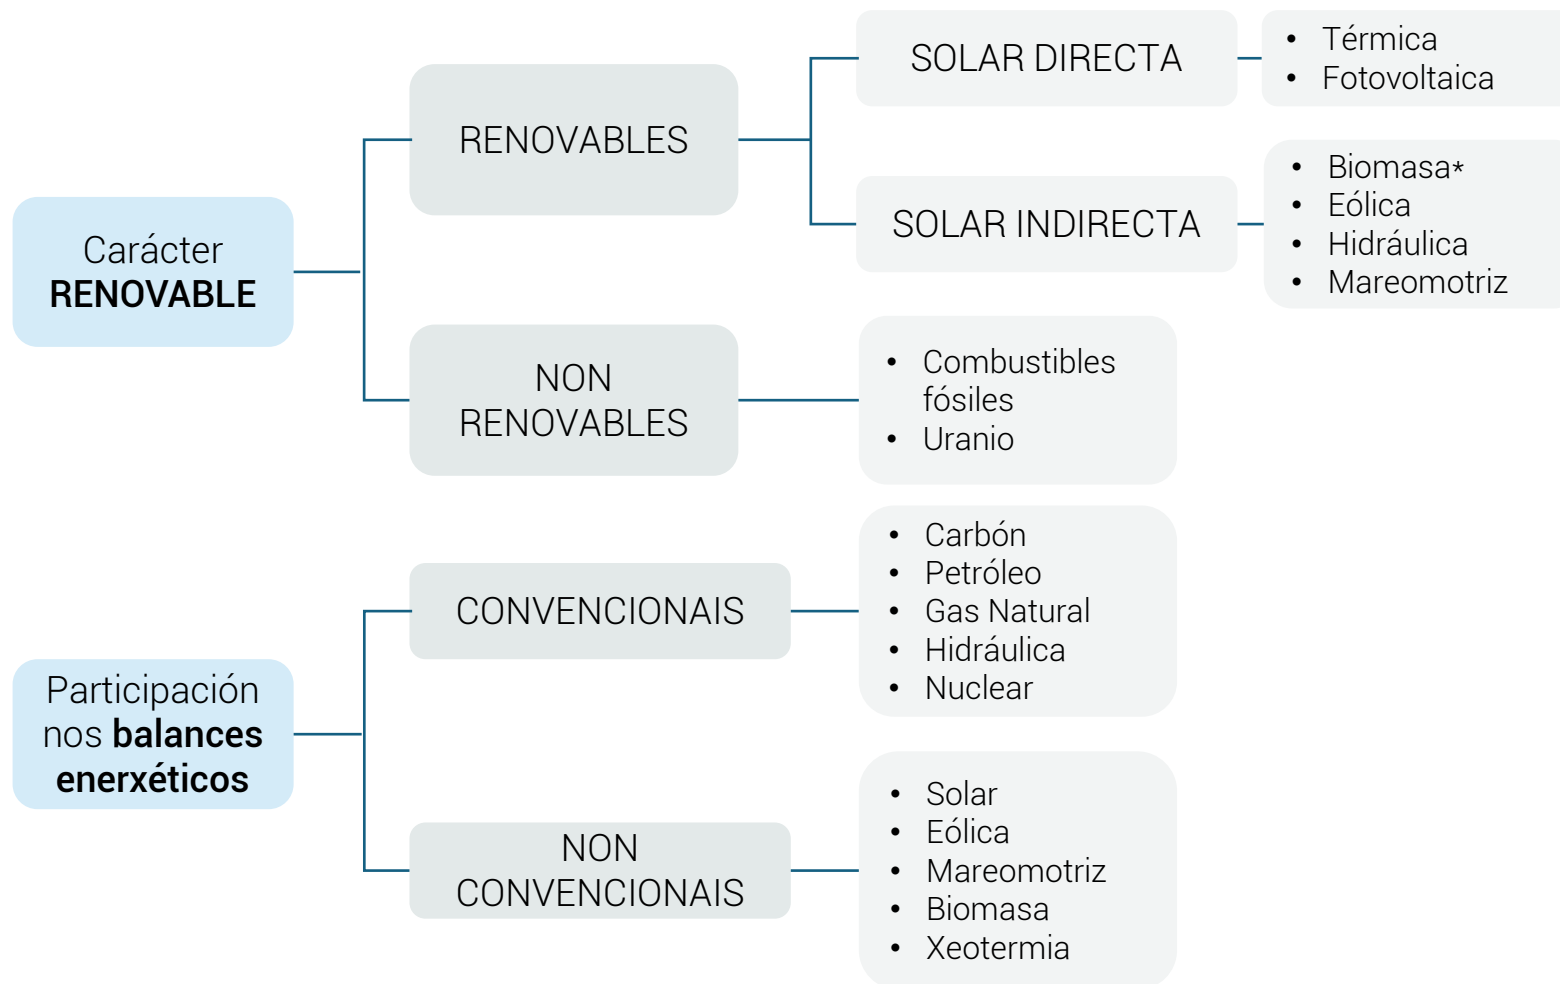 Carácter
RENOVABLE
RENOVABLES
SOLAR DIRECTA
• Térmica
• Fotovoltaica
SOLAR INDIRECTA
• Biomasa*
• Eólica
• Hidráulica
• Mareomotriz
NON
RENOVABLES
• Combustibles
fósiles
• Uranio
Participación
nos balances
enerxéticos
CONVENCIONAIS
• Carbón
• Petróleo
• Gas Natural
• Hidráulica
• Nuclear
NON
CONVENCIONAIS
• Solar
• Eólica
• Mareomotriz
• Biomasa
• Xeotermia